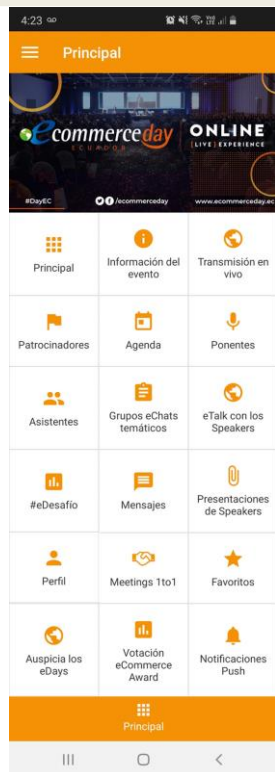 4:23
Principal
ecommerceday
ECUADOR
ONLINE
[LIVE] EXPERIENCE
#DayEC
/ecommerceday
www.ecommerceday.ec
Principal
Información del
evento
Transmisión en
vivo
Patrocinadores
Agenda
Ponentes
Asistentes
Grupos eChats
temáticos
eTalk con los
Speakers
#eDesafío
Mensajes
Presentaciones
de Speakers
Perfil
Meetings 1to1
Favoritos
Auspicia los
eDays
Votación
eCommerce
Award
Notificaciones
Push
Principal